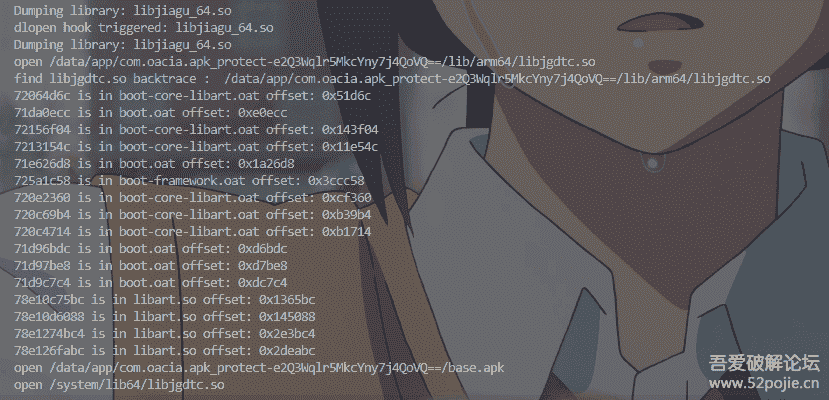 Dumping library: libjiagu_64.so
dlopen hook triggered: libjiagu_64.so
Dumping library: libjiagu_64.so
open /data/app/com.oacia.apk_protect-e2Q3Wqlr5MkcYny7j4QoVQ==/lib/arm64/libjgdtc.so
find libjgdtc.so backtrace :  /data/app/com.oacia.apk_protect-e2Q3Wqlr5MkcYny7j4QoVQ==/lib/arm64/libjgdtc.so
72064d6c is in boot-core-libart.oat offset: 0x51d6c
71da0ecc is in boot.oat offset: 0xe0ecc
72156f04 is in boot-core-libart.oat offset: 0x143f04
7213154c is in boot-core-libart.oat offset: 0x11e54c
71e626d8 is in boot.oat offset: 0x1a26d8
725a1c58 is in boot-framework.oat offset: 0x3ccc58
720e2360 is in boot-core-libart.oat offset: 0xcf360
720c69b4 is in boot-core-libart.oat offset: 0xb39b4
720c4714 is in boot-core-libart.oat offset: 0xb1714
71d96bdc is in boot.oat offset: 0xd6bdc
71d97be8 is in boot.oat offset: 0xd7be8
71d9c7c4 is in boot.oat offset: 0xdc7c4
78e10c75bc is in libart.so offset: 0x1365bc
78e10d6088 is in libart.so offset: 0x145088
78e1274bc4 is in libart.so offset: 0x2e3bc4
78e126fabc is in libart.so offset: 0x2deabc
open /data/app/com.oacia.apk_protect-e2Q3Wqlr5MkcYny7j4QoVQ==/base.apk
open /system/lib64/libjgdtc.so
吾爱破解论坛
www.52pojie.cn